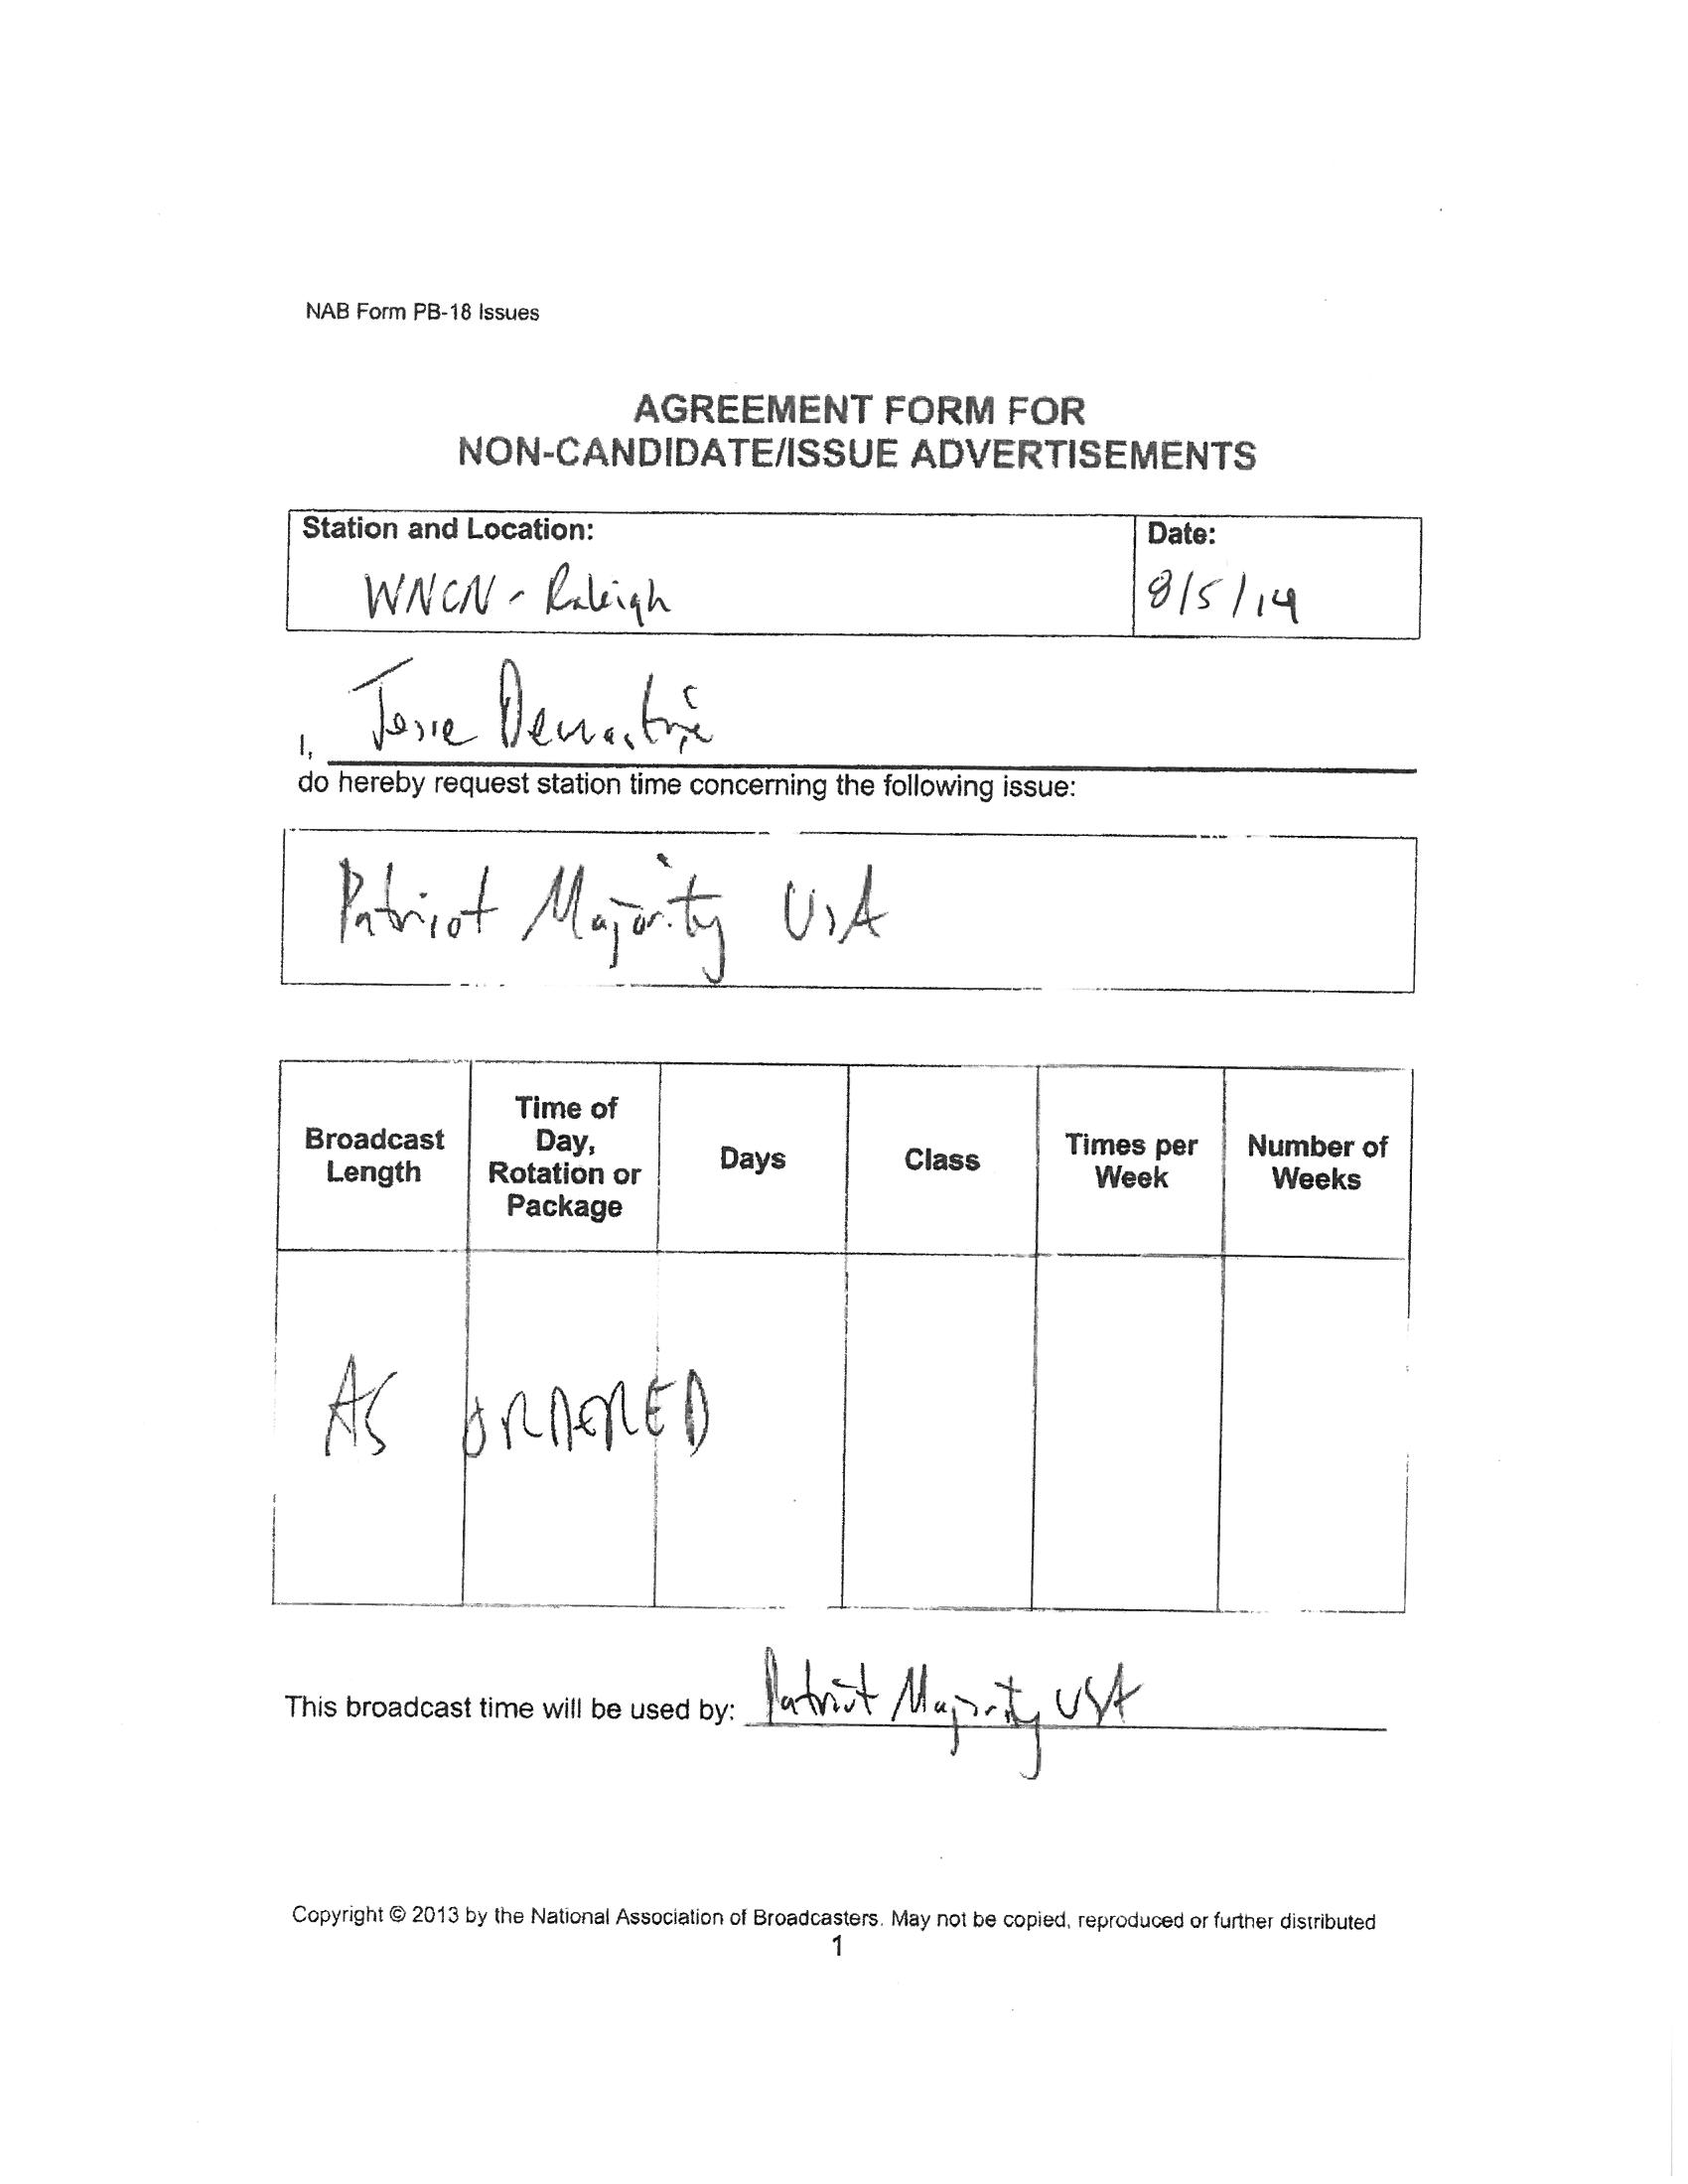 NAB Form PB-18 Issues
AGREEMENT FORM FOR
NON-CANDIDATE/ISSUE ADVERTISEMENTS
Station and Location:
Date:
WNCN - Raleigh
8/5/14
I, Jesse Demastrie
do hereby request station time concerning the following issue:
Patriot Majority USA
Broadcast Length
Time of Day, Rotation or Package
Days
Class
Times per Week
Number of Weeks
AS ORDERED
This broadcast time will be used by: Patriot Majority USA
Copyright © 2013 by the National Association of Broadcasters. May not be copied, reproduced or further distributed
1